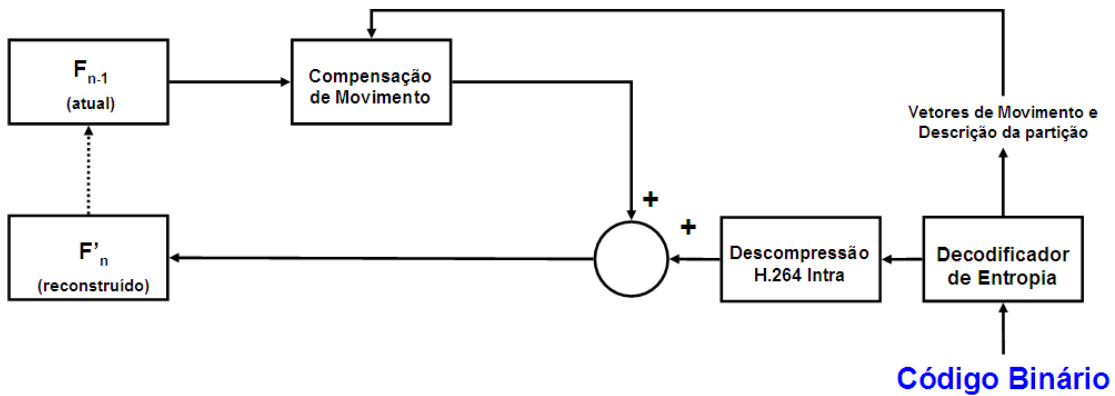 F n-1
(atual)
Compensação
de Movimento
Vetores de Movimento e
Descrição da partição
F' n
(reconstruído)
+
+
Descompressão
H.264 Intra
Decodificador
de Entropia
Código Binário